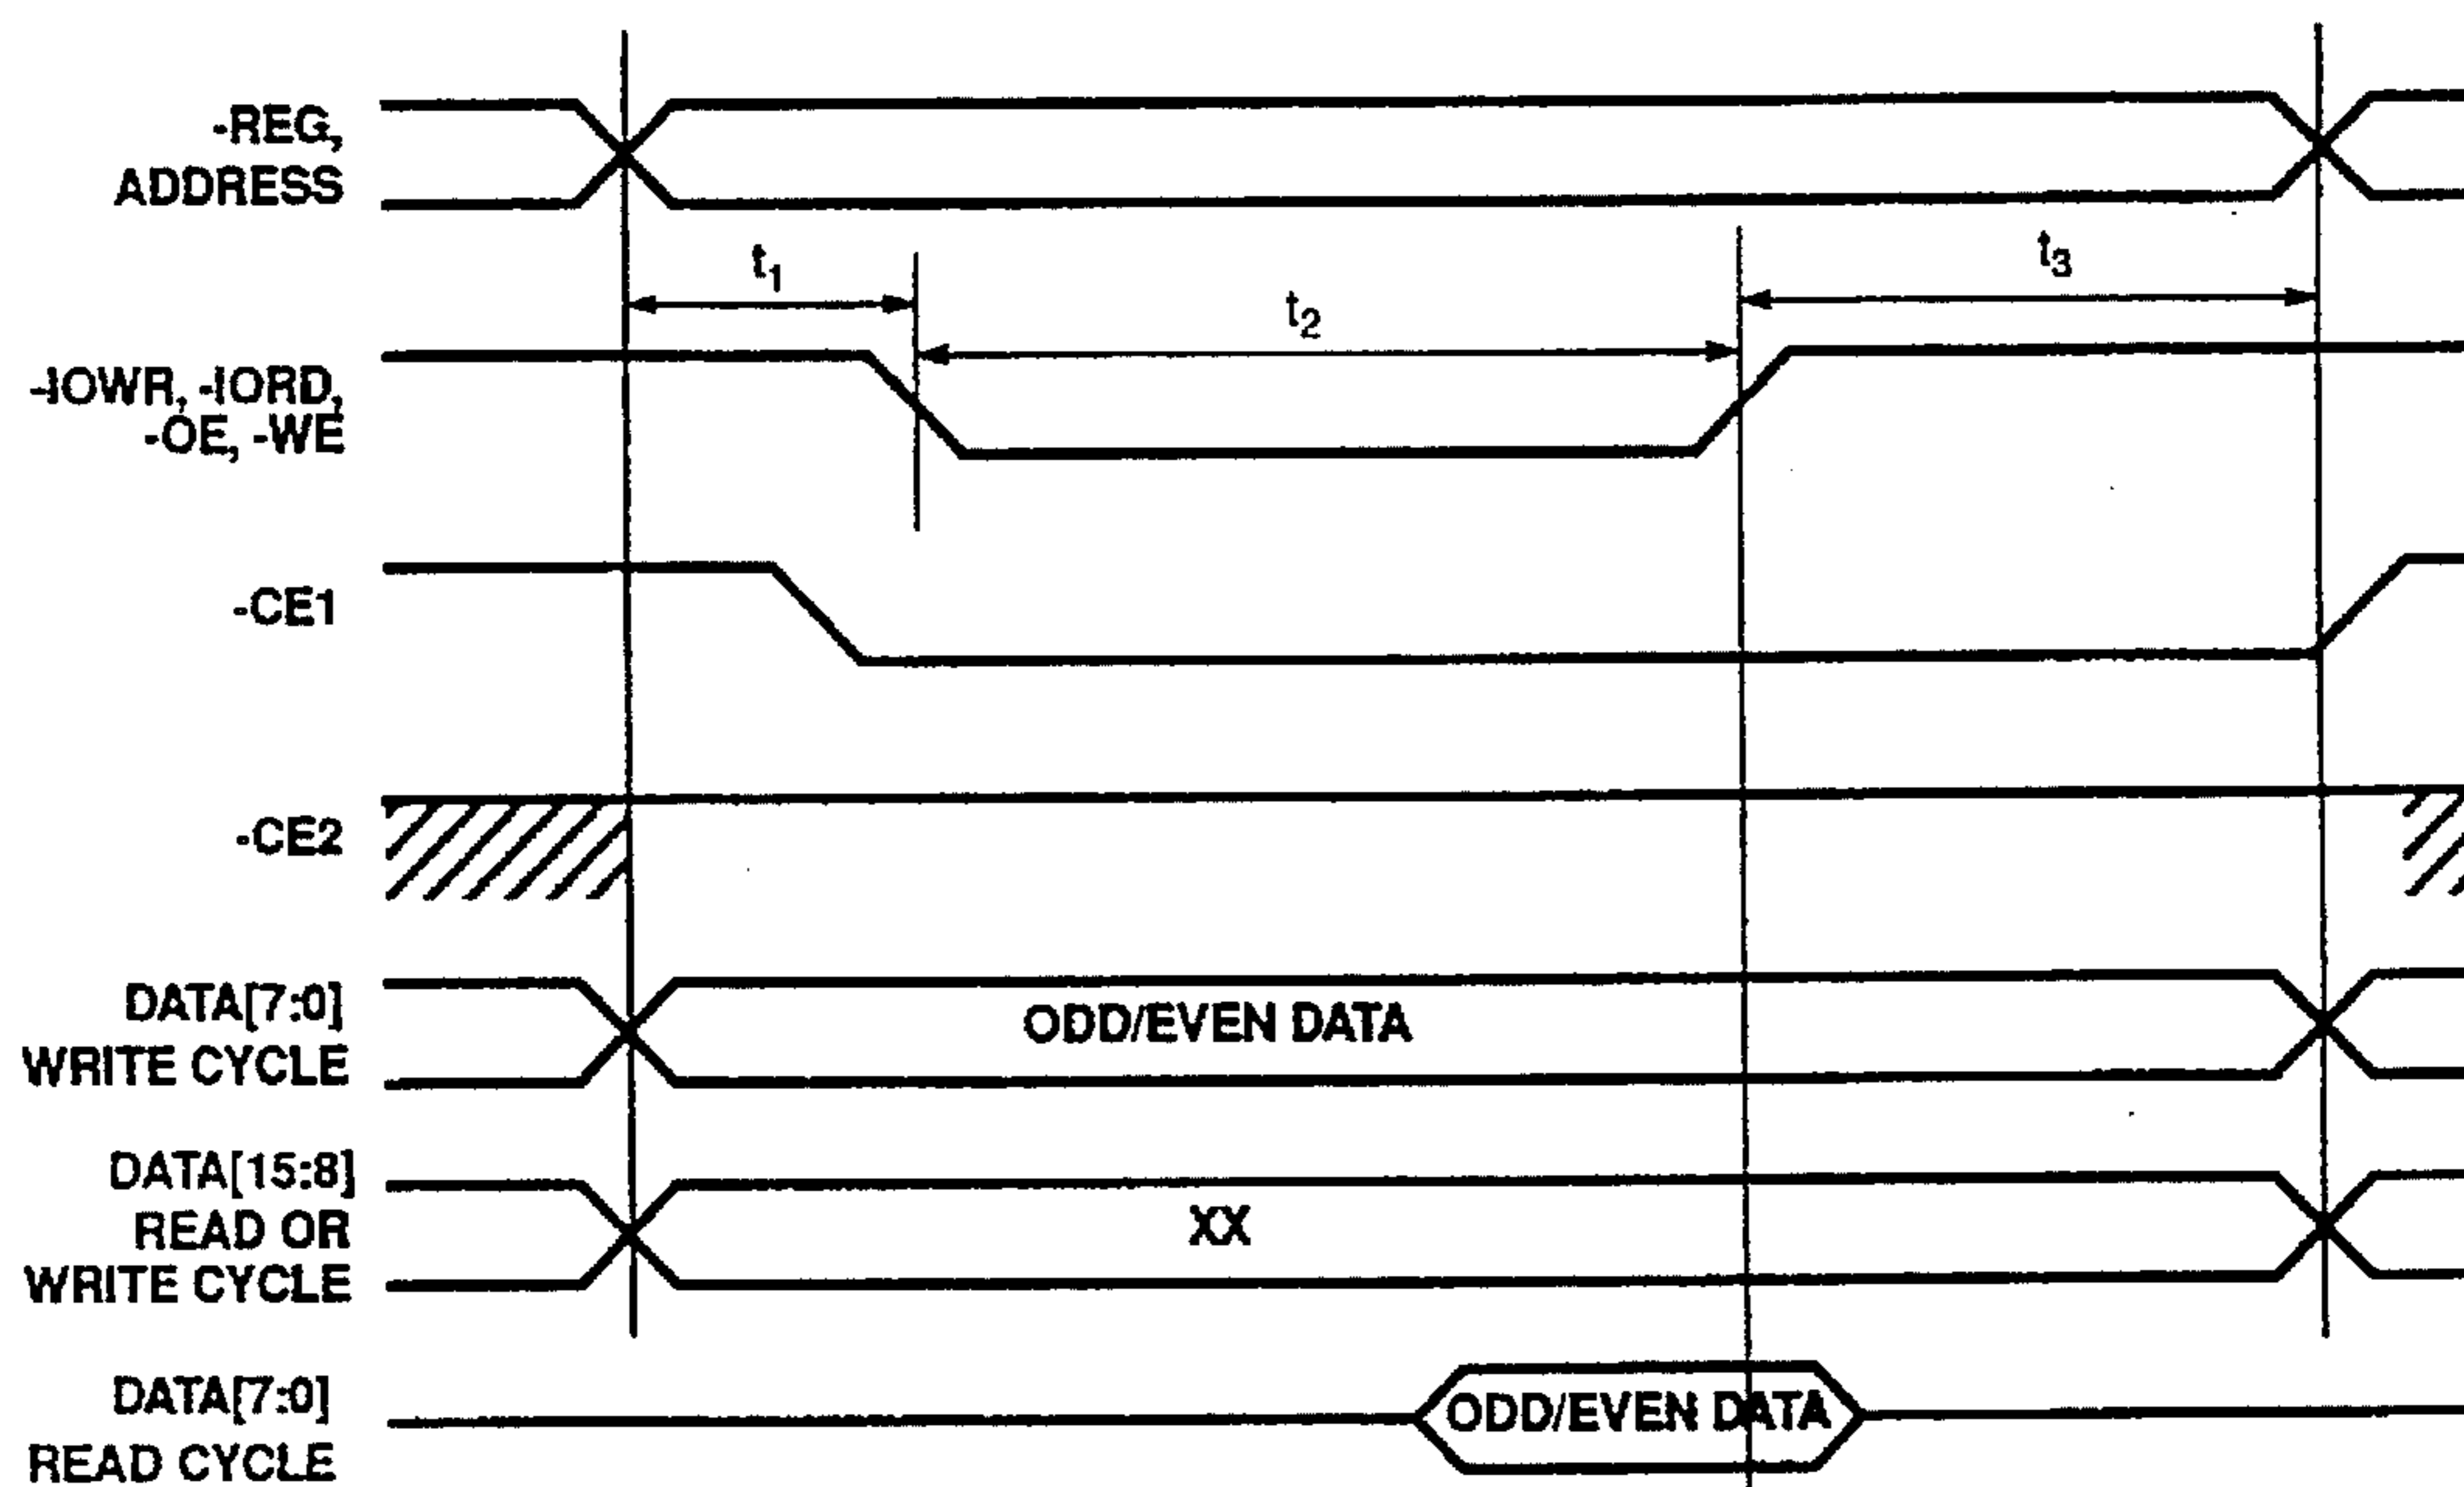 -REG,
ADDRESS
t1
t3
t2
-IOWR, -IORD,
-OE, -WE
-CE1
-CE2
DATA[7:0]
WRITE CYCLE
ODD/EVEN DATA
DATA[15:8]
READ OR
WRITE CYCLE
XX
DATA[7:0]
READ CYCLE
ODD/EVEN DATA